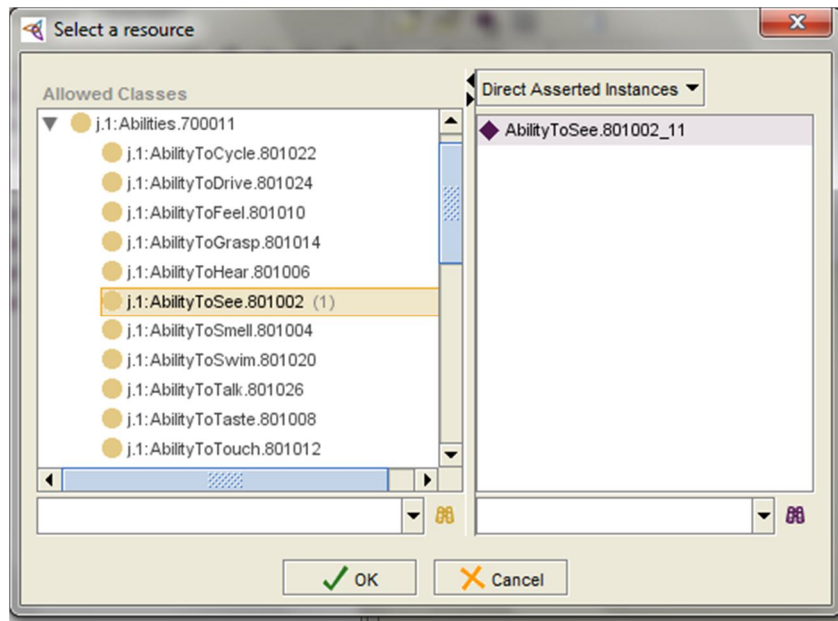 Select a resource
Allowed Classes
j.1:Abilities.700011
j.1:AbilityToCycle.801022
j.1:AbilityToDrive.801024
j.1:AbilityToFeel.801010
j.1:AbilityToGrasp.801014
j.1:AbilityToHear.801006
j.1:AbilityToSee.801002 (1)
j.1:AbilityToSmell.801004
j.1:AbilityToSwim.801020
j.1:AbilityToTalk.801026
j.1:AbilityToTaste.801008
j.1:AbilityToTouch.801012
Direct Asserted Instances
AbilityToSee.801002_11
OK
Cancel